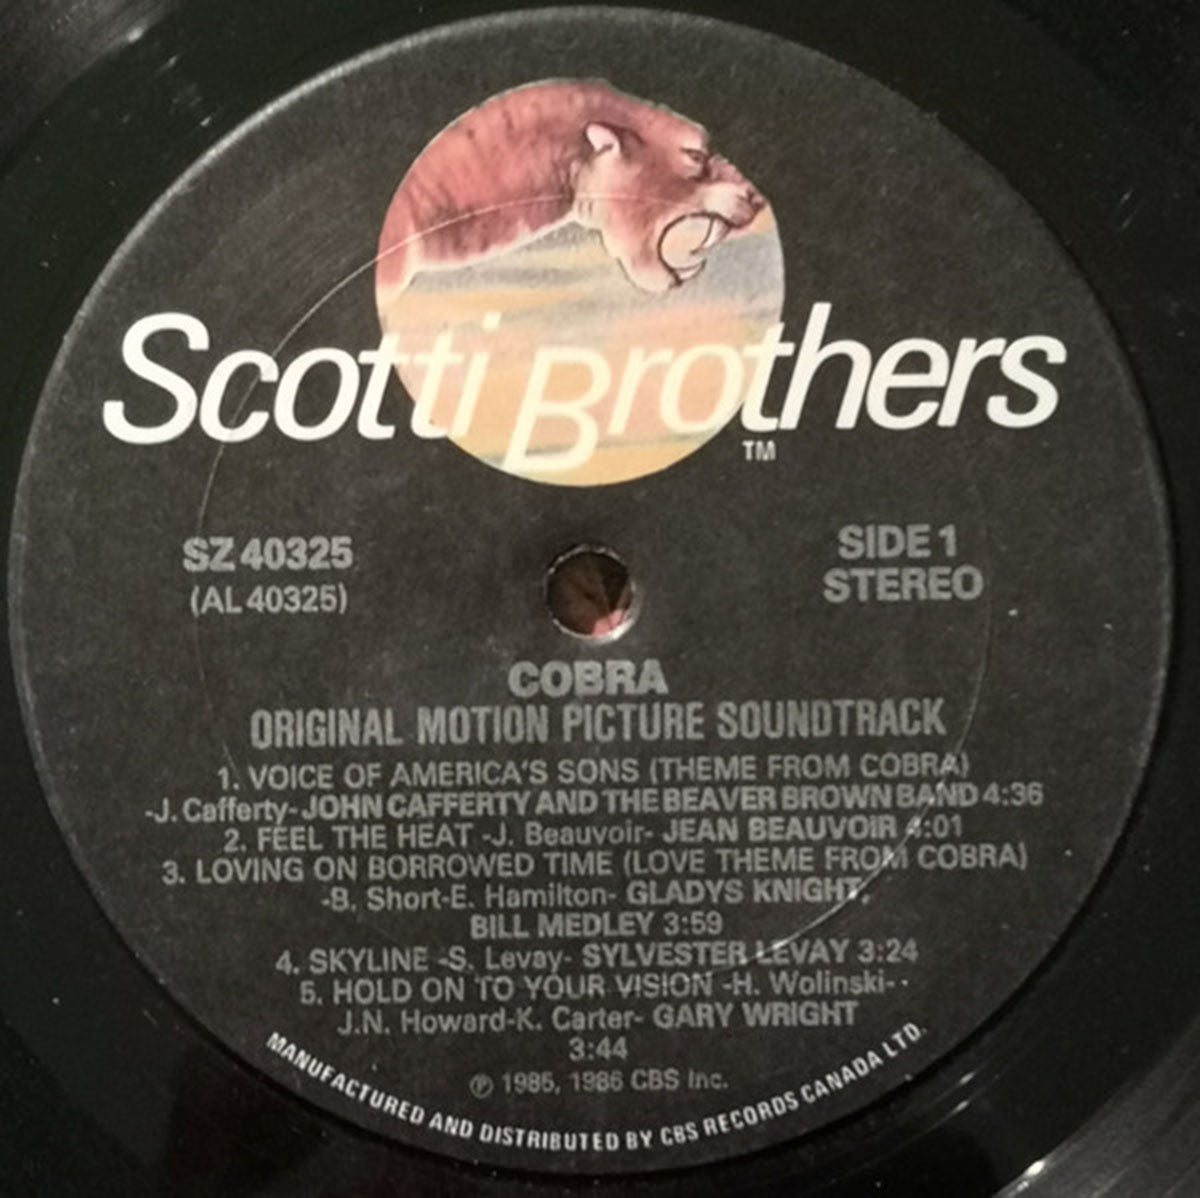 Scotti Brothers
TM
SZ 40325
(AL 40325)
SIDE 1
STEREO
COBRA
ORIGINAL MOTION PICTURE SOUNDTRACK
1. VOICE OF AMERICA'S SONS (THEME FROM COBRA)
-J. Cafferty- JOHN CAFFERTY AND THE BEAVER BROWN BAND 4:36
2. FEEL THE HEAT -J. Beauvoir- JEAN BEAUVOIR 4:01
3. LOVING ON BORROWED TIME (LOVE THEME FROM COBRA)
-B. Short-E. Hamilton- GLADYS KNIGHT,
BILL MEDLEY 3:59
4. SKYLINE -S. Levay- SYLVESTER LEVAY 3:24
5. HOLD ON TO YOUR VISION -H. Wolinski-
J.N. Howard-K. Carter- GARY WRIGHT
3:44
℗ 1985, 1986 CBS Inc.
MANUFACTURED AND DISTRIBUTED BY CBS RECORDS CANADA LTD.